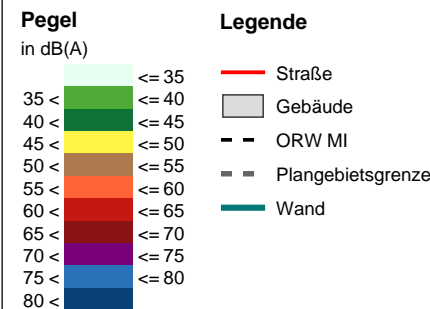 Pegel
in dB(A)
<= 35
35 < <= 40
40 < <= 45
45 < <= 50
50 < <= 55
55 < <= 60
60 < <= 65
65 < <= 70
70 < <= 75
75 < <= 80
80 <
Legende
Straße
Gebäude
ORW MI
Plangebietsgrenze
Wand